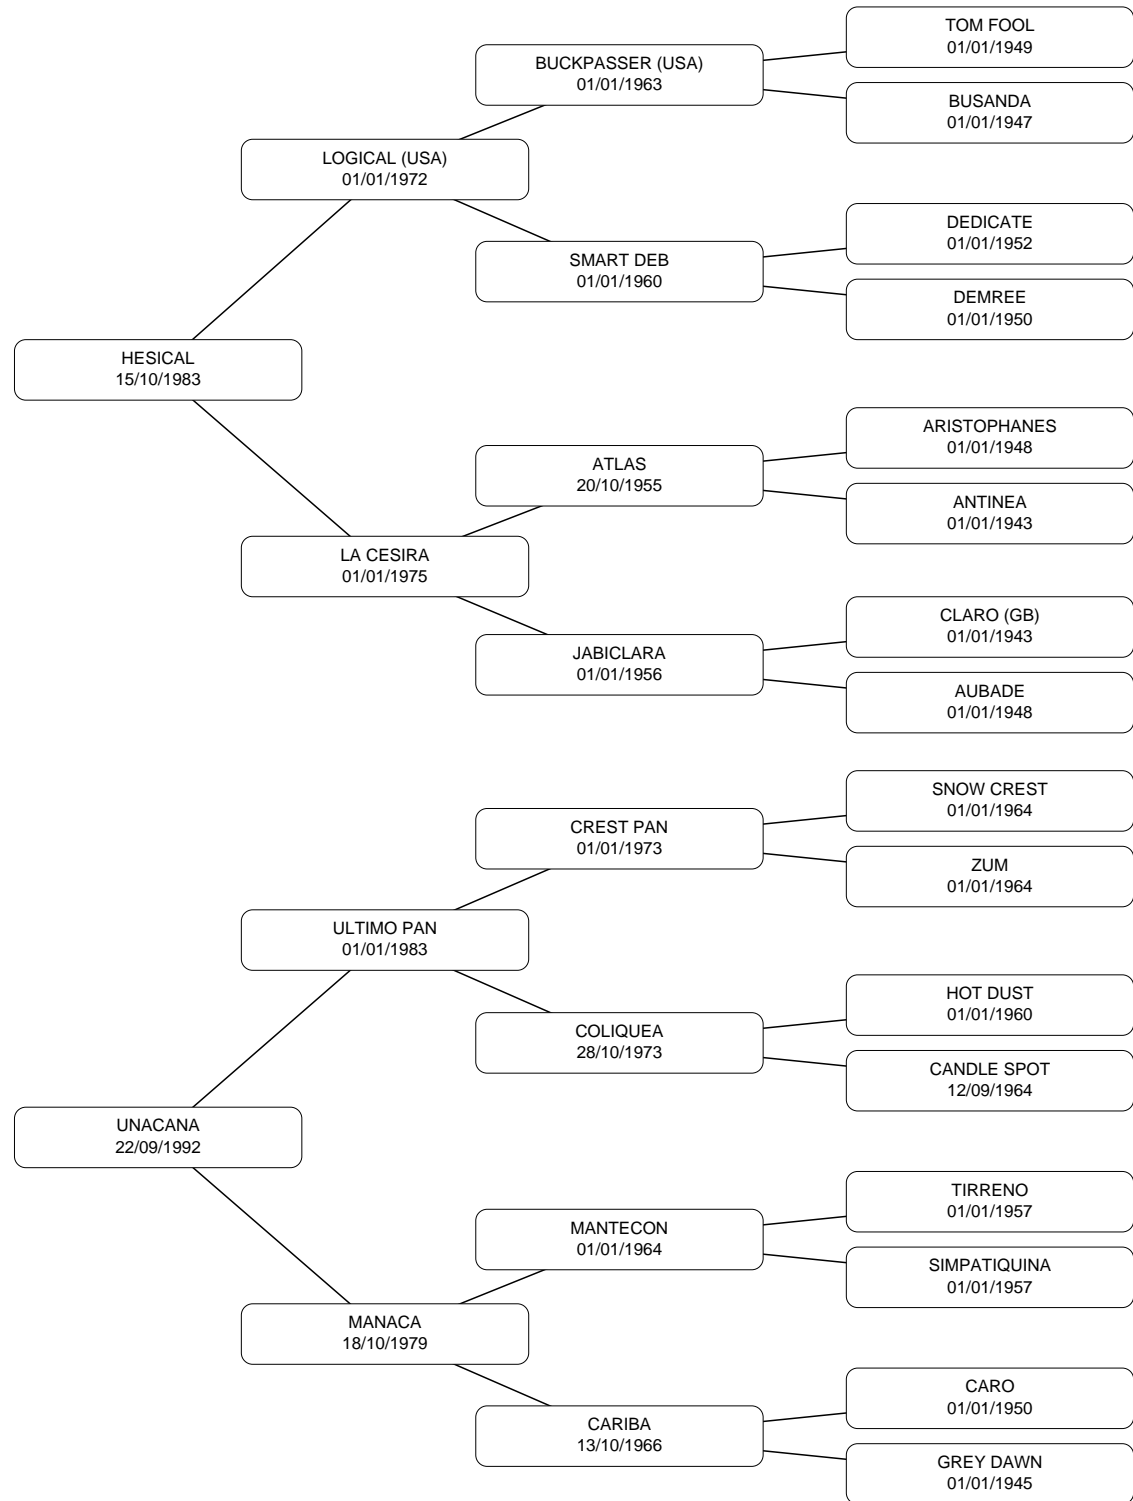 TOM FOOL
01/01/1949
BUCKPASSER (USA)
01/01/1963
BUSANDA
01/01/1947
LOGICAL (USA)
01/01/1972
DEDICATE
01/01/1952
SMART DEB
01/01/1960
DEMREE
01/01/1950
HESICAL
15/10/1983
ARISTOPHANES
01/01/1948
ATLAS
20/10/1955
ANTINEA
01/01/1943
LA CESIRA
01/01/1975
CLARO (GB)
01/01/1943
JABICLARA
01/01/1956
AUBADE
01/01/1948
SNOW CREST
01/01/1964
CREST PAN
01/01/1973
ZUM
01/01/1964
ULTIMO PAN
01/01/1983
HOT DUST
01/01/1960
COLIQUEA
28/10/1973
CANDLE SPOT
12/09/1964
UNACANA
22/09/1992
TIRRENO
01/01/1957
MANTECON
01/01/1964
SIMPATIQUINA
01/01/1957
MANACA
18/10/1979
CARO
01/01/1950
CARIBA
13/10/1966
GREY DAWN
01/01/1945